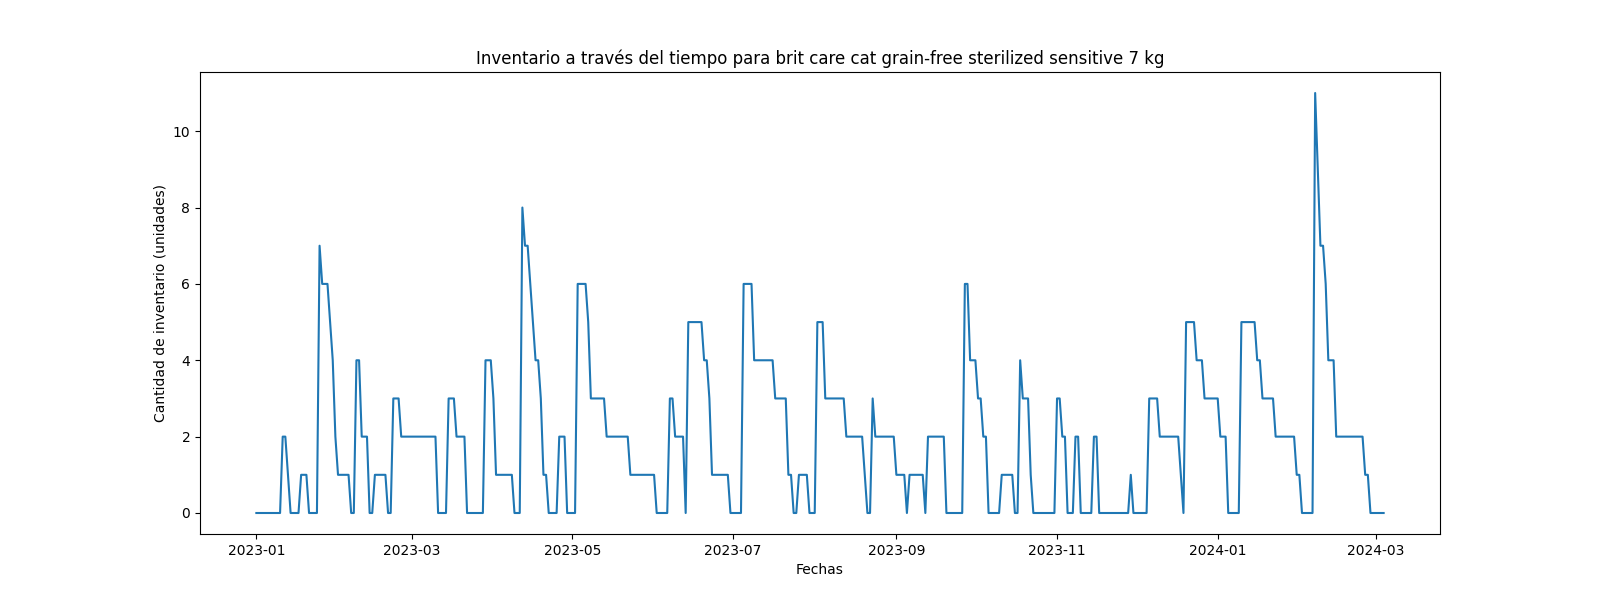 Inventario a través del tiempo para brit care cat grain-free sterilized sensitive 7 kg
Cantidad de inventario (unidades)
10
8
6
4
2
0
2023-01 2023-03 2023-05 2023-07 2023-09 2023-11 2024-01 2024-03
Fechas